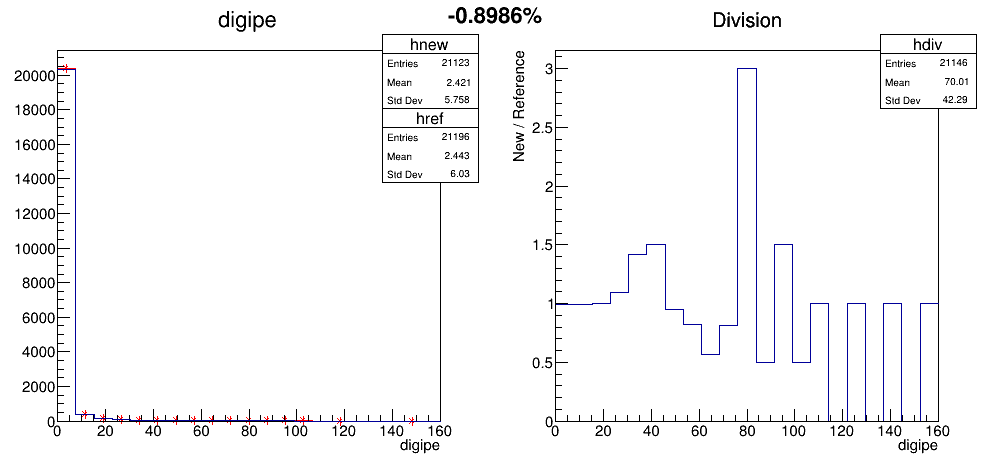 digipe
-0.8986%
Division
hnew
Entries 21123
Mean 2.421
Std Dev 5.758
href
Entries 21196
Mean 2.443
Std Dev 6.03
20000
18000
16000
14000
12000
10000
8000
6000
4000
2000
0
0 20 40 60 80 100 120 140 160
digipe
hdiv
Entries 21146
Mean 70.01
Std Dev 42.29
New / Reference
3
2.5
2
1.5
1
0.5
0
0 20 40 60 80 100 120 140 160
digipe